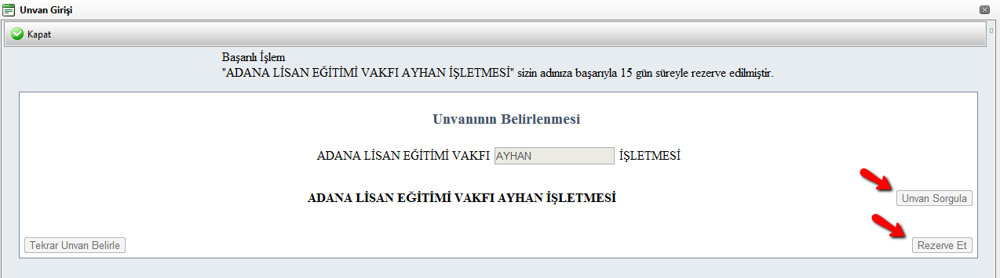 Unvan Girişi
Kapat
Başarılı İşlem
"ADANA LİSAN EĞİTİMİ VAKFI AYHAN İŞLETMESİ" sizin adınıza başarıyla 15 gün süreyle rezerve edilmiştir.
Unvanının Belirlenmesi
ADANA LİSAN EĞİTİMİ VAKFI AYHAN İŞLETMESİ
ADANA LİSAN EĞİTİMİ VAKFI AYHAN İŞLETMESİ
Unvan Sorgula
Tekrar Unvan Belirle Rezerve Et